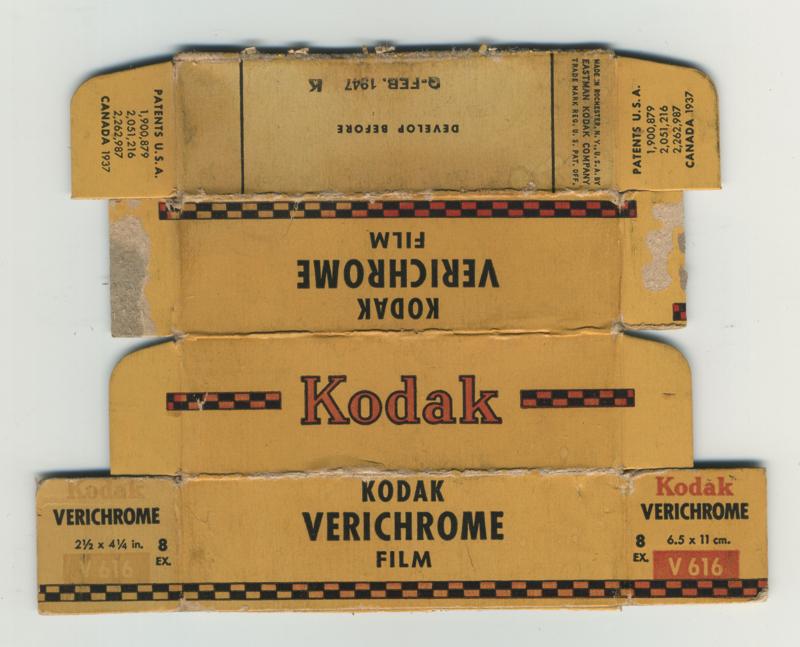 PATENTS U.S.A.
1,900,879
2,051,216
2,262,987
CANADA 1937
Q-FEB. 1947 K
DEVELOP BEFORE
MADE IN ROCHESTER, N. Y., U. S. A. BY
EASTMAN KODAK COMPANY
TRADE MARK REG. U. S. PAT. OFF.
PATENTS U.S.A.
1,900,879
2,051,216
2,262,987
CANADA 1937
KODAK
VERICHROME
FILM
Kodak
Kodak
VERICHROME
2½ x 4¼ in.
8
EX.
V 616
KODAK
VERICHROME
FILM
Kodak
VERICHROME
8
EX.
6.5 x 11 cm.
V 616